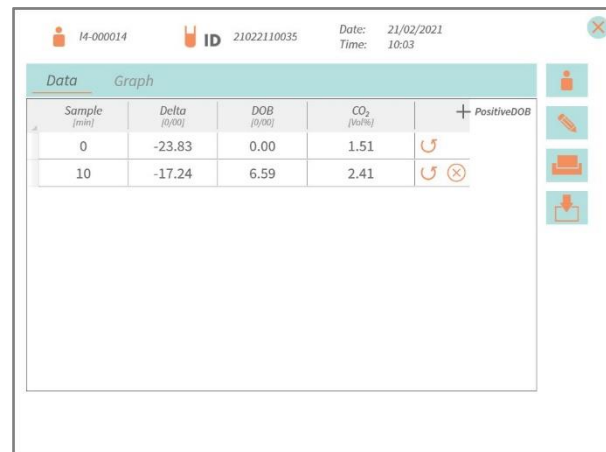 I4-000014 ID 21022110035 Date: 21/02/2021
Time: 10:03
Data Graph
Sample Delta DOB CO₂ + PositiveDOB
[min] [0/00] [0/00] [Vol%]
0 -23.83 0.00 1.51
10 -17.24 6.59 2.41